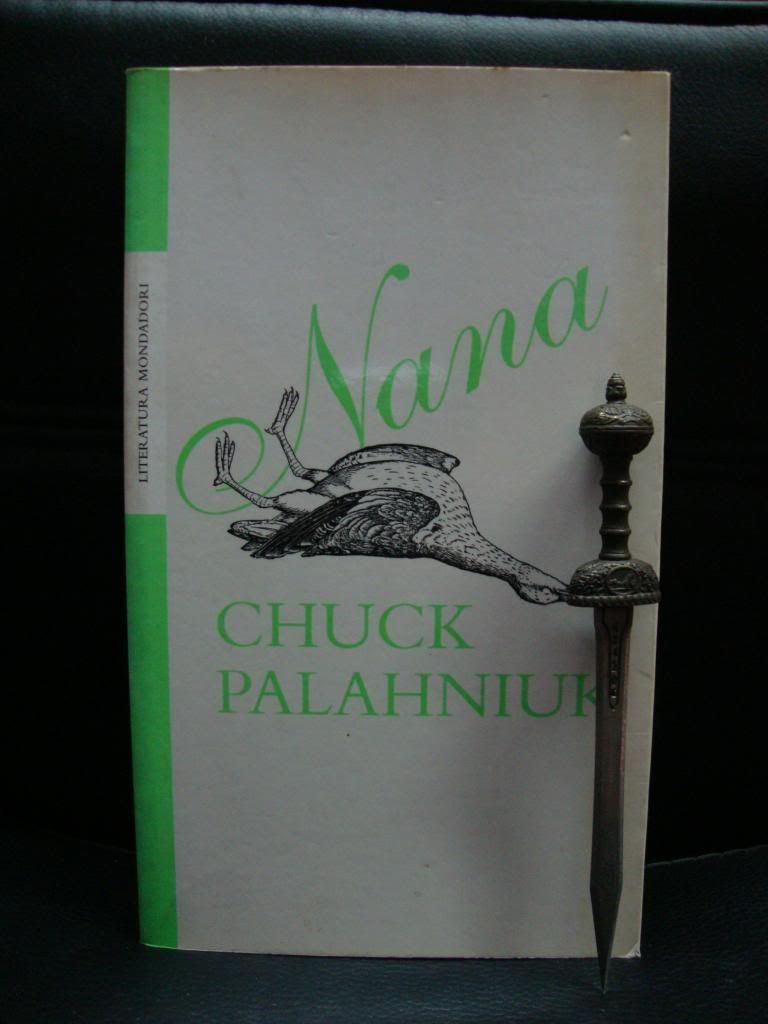 LITERATURA MONDADORI
Nana
CHUCK
PALAHNIUK